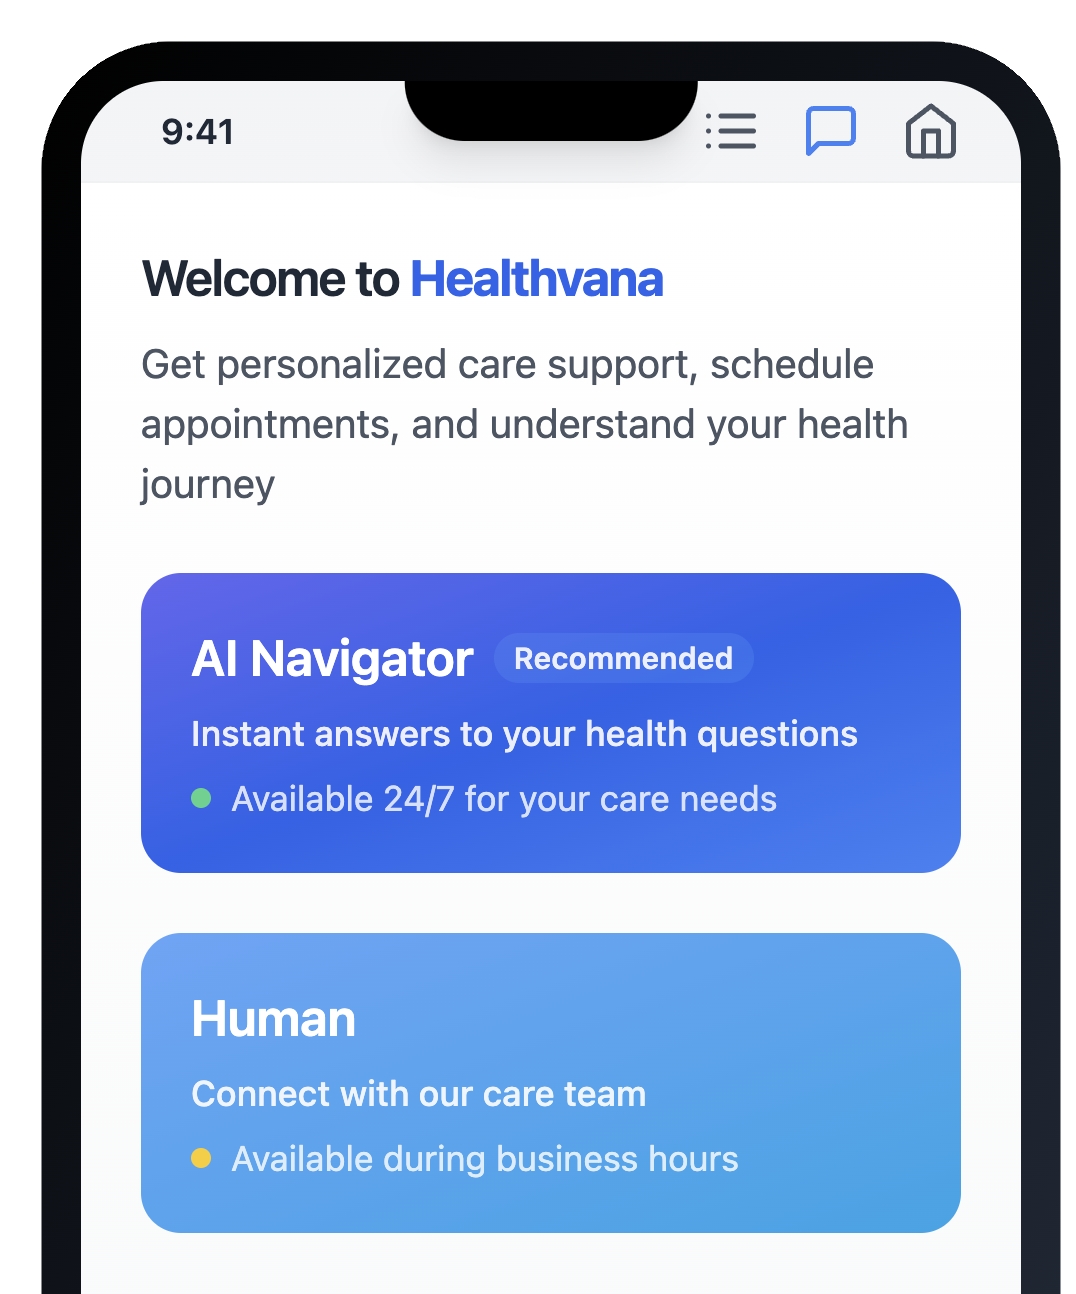 9:41
Welcome to Healthvana
Get personalized care support, schedule
appointments, and understand your health
journey
AI Navigator Recommended
Instant answers to your health questions
Available 24/7 for your care needs
Human
Connect with our care team
Available during business hours